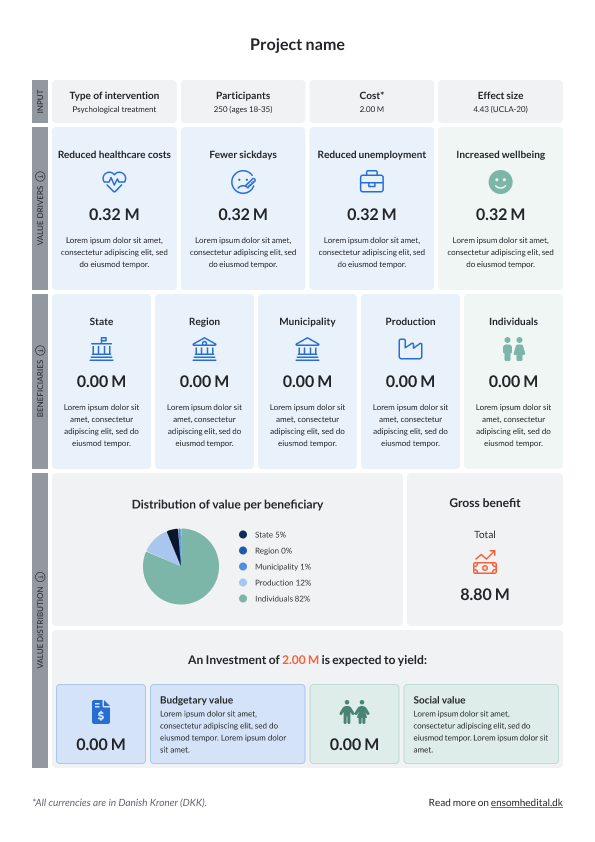 Project name
INPUT
Type of intervention
Psychological treatment
Participants
250 (ages 18-35)
Cost*
2.00 M
Effect size
4.43 (UCLA-20)
VALUE DRIVERS
Reduced healthcare costs
0.32 M
Lorem ipsum dolor sit amet,
consectetur adipiscing elit, sed
do eiusmod tempor.
Fewer sickdays
0.32 M
Lorem ipsum dolor sit amet,
consectetur adipiscing elit, sed
do eiusmod tempor.
Reduced unemployment
0.32 M
Lorem ipsum dolor sit amet,
consectetur adipiscing elit, sed
do eiusmod tempor.
Increased wellbeing
0.32 M
Lorem ipsum dolor sit amet,
consectetur adipiscing elit, sed
do eiusmod tempor.
BENEFICIARIES
State
0.00 M
Lorem ipsum dolor sit
amet, consectetur
adipiscing elit, sed do
eiusmod tempor.
Region
0.00 M
Lorem ipsum dolor sit
amet, consectetur
adipiscing elit, sed do
eiusmod tempor.
Municipality
0.00 M
Lorem ipsum dolor sit
amet, consectetur
adipiscing elit, sed do
eiusmod tempor.
Production
0.00 M
Lorem ipsum dolor sit
amet, consectetur
adipiscing elit, sed do
eiusmod tempor.
Individuals
0.00 M
Lorem ipsum dolor sit
amet, consectetur
adipiscing elit, sed do
eiusmod tempor.
VALUE DISTRIBUTION
Distribution of value per beneficiary
State 5%
Region 0%
Municipality 1%
Production 12%
Individuals 82%
Gross benefit
Total
8.80 M
An Investment of 2.00 M is expected to yield:
$
0.00 M
Budgetary value
Lorem ipsum dolor sit amet,
consectetur adipiscing elit, sed do
eiusmod tempor. Lorem ipsum dolor
sit amet.
0.00 M
Social value
Lorem ipsum dolor sit amet,
consectetur adipiscing elit, sed do
eiusmod tempor. Lorem ipsum dolor sit
amet.
*All currencies are in Danish Kroner (DKK).
Read more on ensomhedital.dk